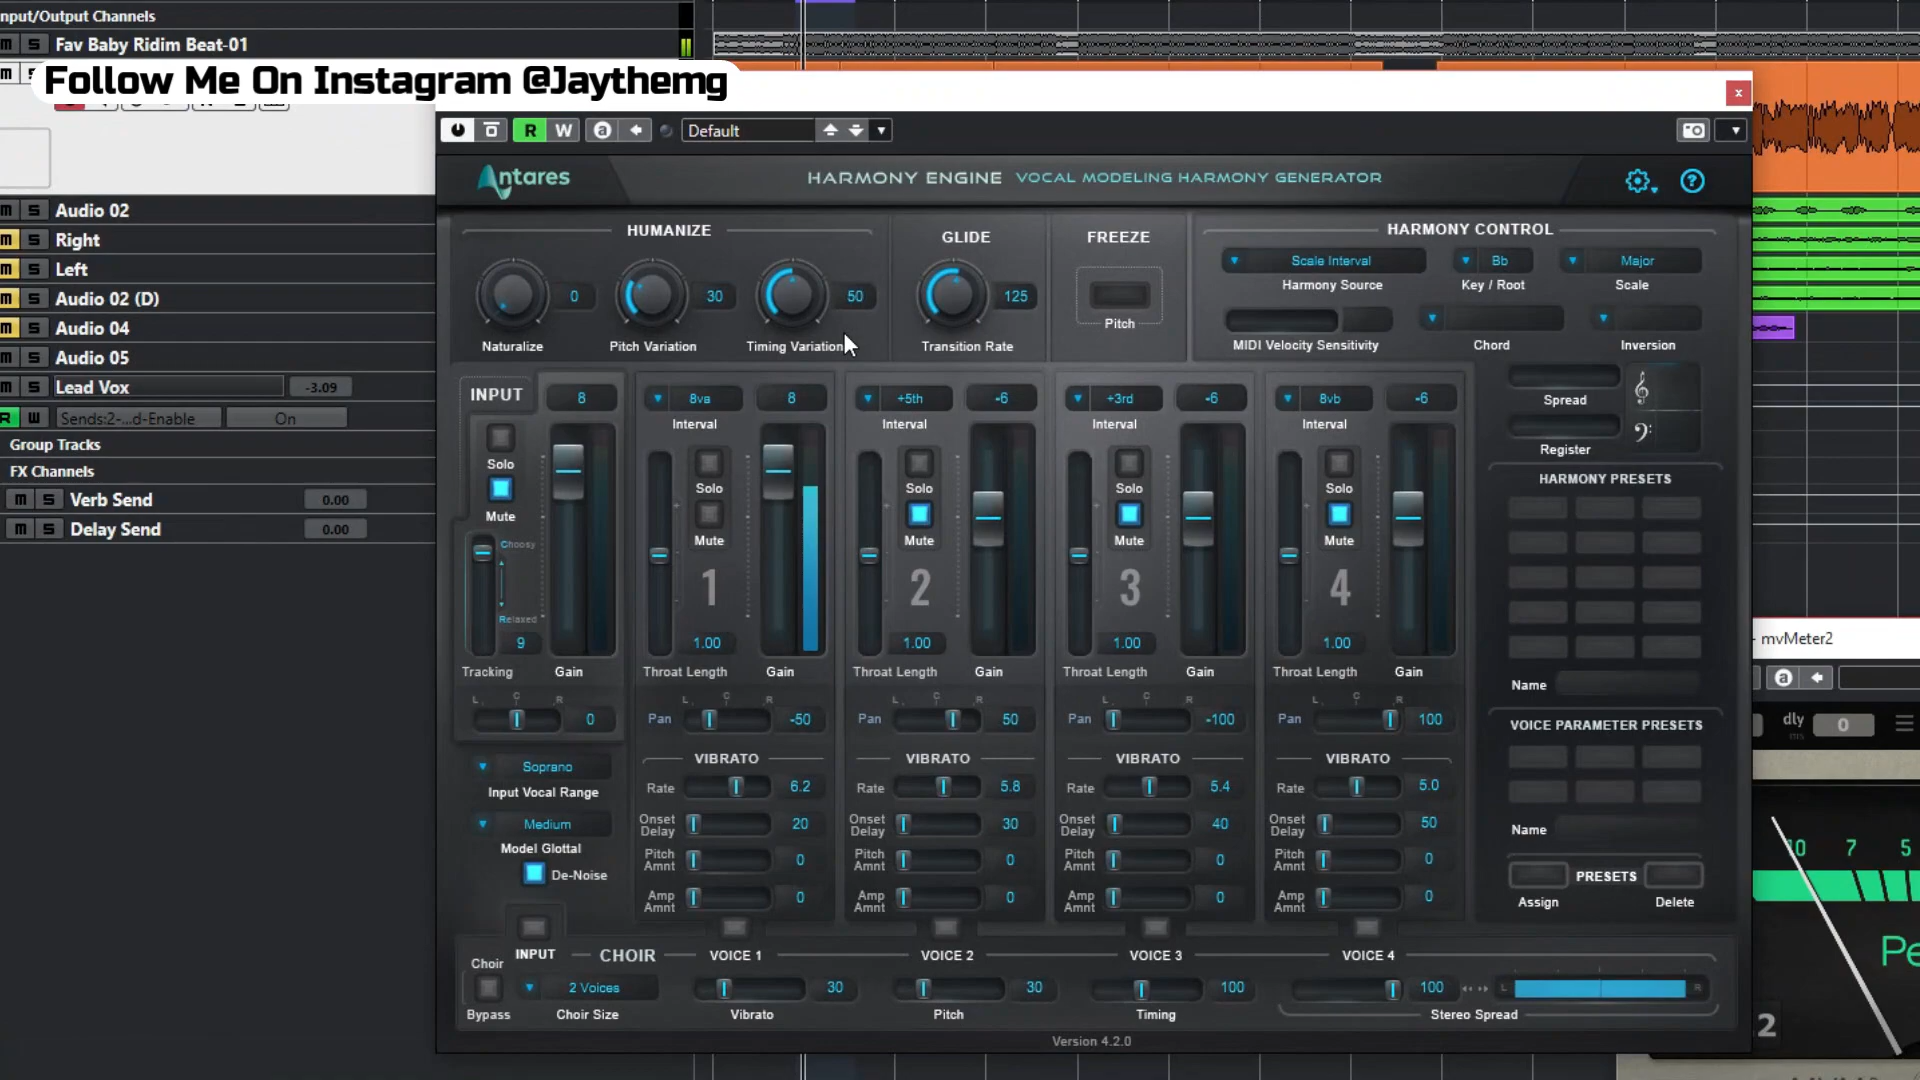 nput/Output Channels
m S Fav Baby Ridim Beat-01
Follow Me On Instagram @Jaythemg
x
R W a Default
Antares HARMONY ENGINE VOCAL MODELING HARMONY GENERATOR ?
m S Audio 02
m S Right
m S Left
m S Audio 02 (D)
m S Audio 04
m S Audio 05
m S Lead Vox -3.09
R W Sends:2-...d-Enable On
Group Tracks
FX Channels
m S Verb Send 0.00
m S Delay Send 0.00
HUMANIZE
0 30 50
Naturalize Pitch Variation Timing Variation
GLIDE
125
Transition Rate
FREEZE
Pitch
HARMONY CONTROL
Scale Interval Bb Major
Harmony Source Key / Root Scale
MIDI Velocity Sensitivity Chord Inversion
Spread
Register
INPUT 8
Solo
Mute
Choosy
Relaxed
9
Tracking Gain
L C R
0
Soprano
Input Vocal Range
Medium
Model Glottal
De-Noise
8va 8
Interval
Solo
Mute
1
1.00
Throat Length Gain
L C R
Pan -50
VIBRATO
Rate 6.2
Onset Delay 20
Pitch Amnt 0
Amp Amnt 0
+5th -6
Interval
Solo
Mute
2
1.00
Throat Length Gain
L C R
Pan 50
VIBRATO
Rate 5.8
Onset Delay 30
Pitch Amnt 0
Amp Amnt 0
+3rd -6
Interval
Solo
Mute
3
1.00
Throat Length Gain
L C R
Pan -100
VIBRATO
Rate 5.4
Onset Delay 40
Pitch Amnt 0
Amp Amnt 0
8vb -6
Interval
Solo
Mute
4
1.00
Throat Length Gain
L C R
Pan 100
VIBRATO
Rate 5.0
Onset Delay 50
Pitch Amnt 0
Amp Amnt 0
HARMONY PRESETS
Name
VOICE PARAMETER PRESETS
Name
PRESETS
Assign Delete
INPUT CHOIR VOICE 1 VOICE 2 VOICE 3 VOICE 4
Choir
2 Voices 30 30 100 100 L R
Bypass Choir Size Vibrato Pitch Timing Stereo Spread
Version 4.2.0
- mvMeter2
a
dly 0
ms
10 7 5
Pe
2